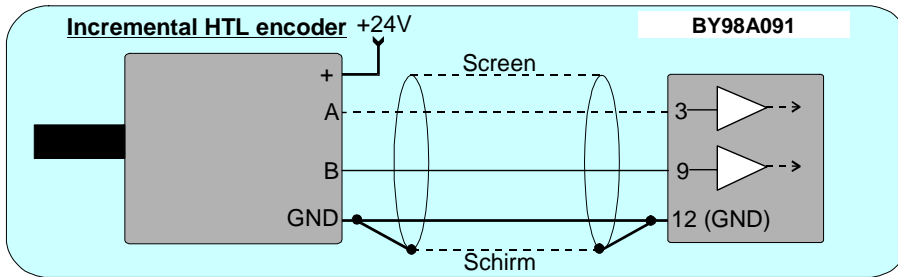 Incremental HTL encoder +24V
BY98A091
Screen
+
A
3
B
9
GND
12 (GND)
Schirm